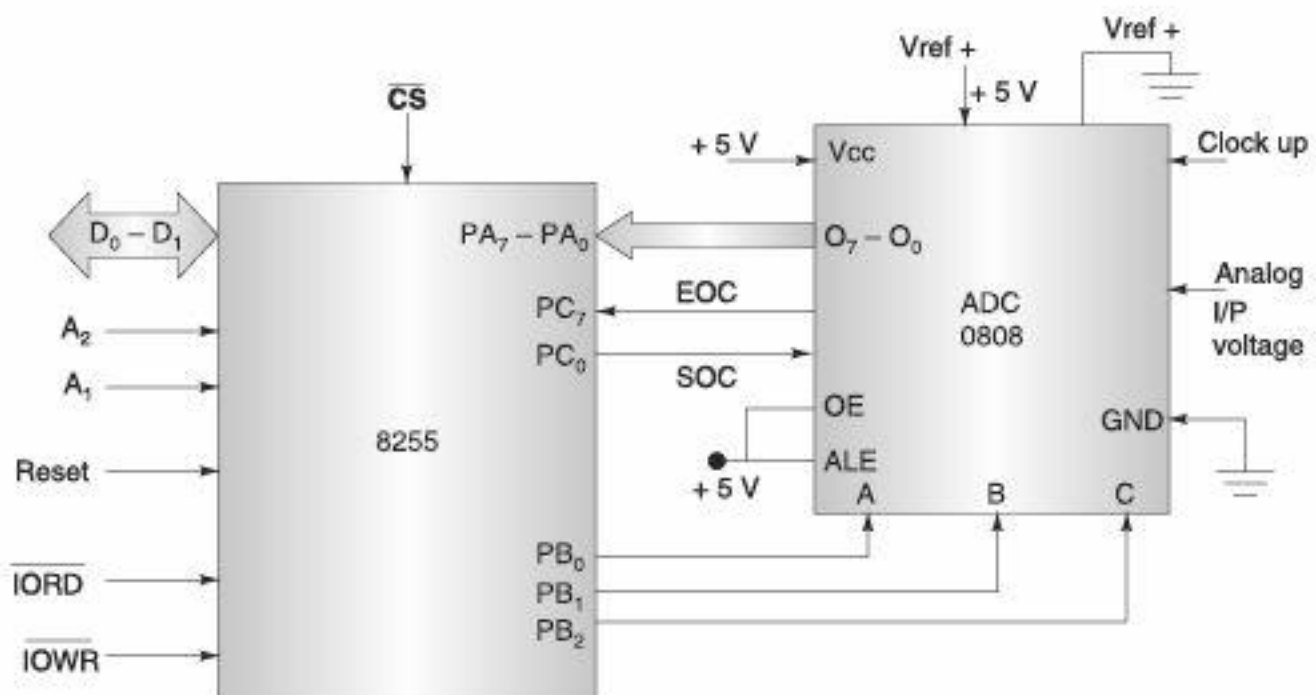 Vref +
Vref +
+ 5 V
CS
+ 5 V
Vcc
Clock up
D₀ – D₁
PA₇ – PA₀
O₇ – O₀
Analog
I/P
voltage
EOC
PC₇
ADC
0808
A₂
PC₀
SOC
A₁
OE
GND
8255
Reset
ALE
+ 5 V
A
B
C
PB₀
IORD
PB₁
PB₂
IOWR